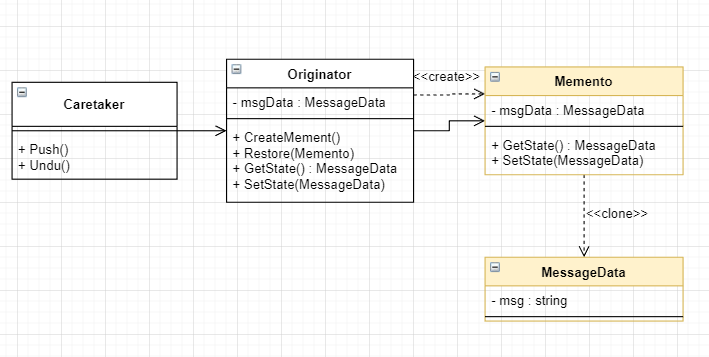 Caretaker
+ Push()
+ Undu()
Originator
- msgData : MessageData
+ CreateMement()
+ Restore(Memento)
+ GetState() : MessageData
+ SetState(MessageData)
<<create>>
Memento
- msgData : MessageData
+ GetState() : MessageData
+ SetState(MessageData)
<<clone>>
MessageData
- msg : string